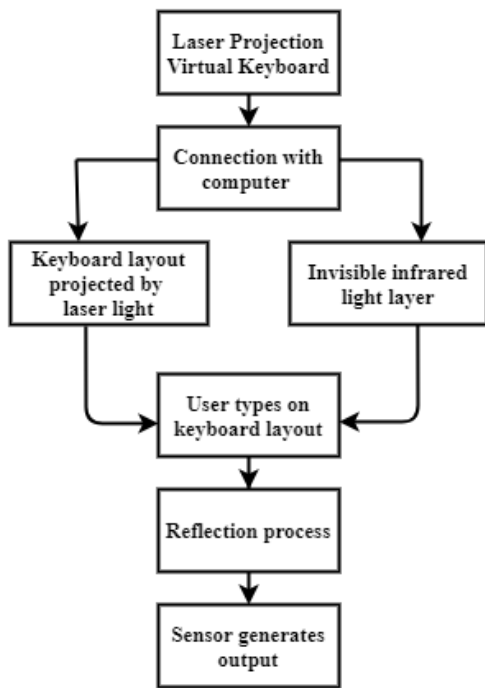 Laser Projection
Virtual Keyboard
Connection with
computer
Keyboard layout
projected by
laser light
Invisible infrared
light layer
User types on
keyboard layout
Reflection process
Sensor generates
output